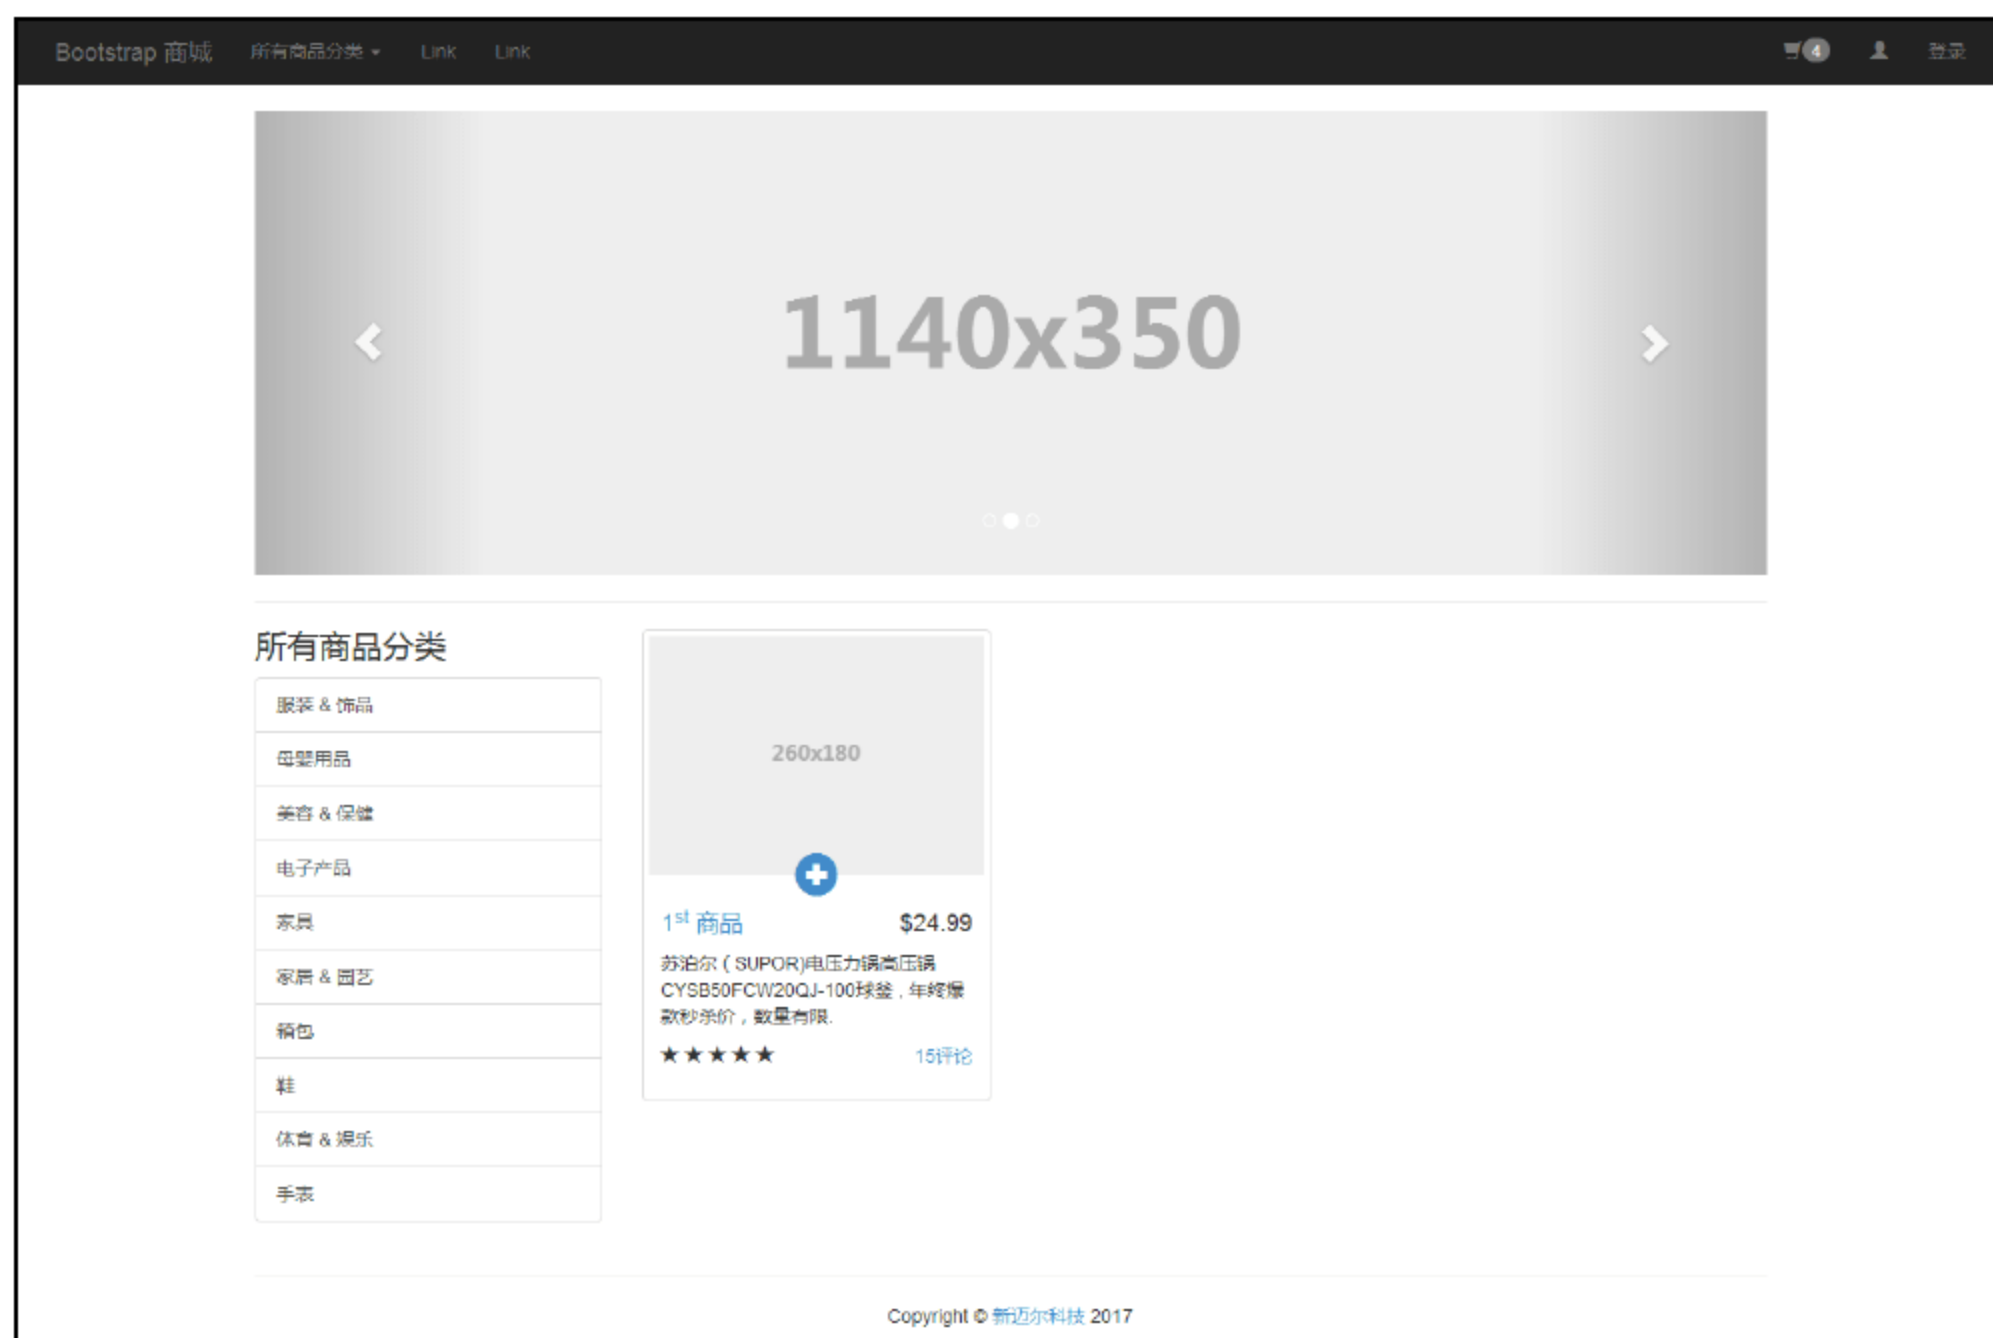 Bootstrap 商城 所有商品分类 Link Link 4 登录
1140x350
所有商品分类
服装 & 饰品
母婴用品
美容 & 保健
电子产品
家具
家居 & 园艺
箱包
鞋
体育 & 娱乐
手表
260x180
1st 商品 $24.99
苏泊尔（SUPOR)电压力锅高压锅
CYSB50FCW20QJ-100球釜，年终爆
款秒杀价，数量有限.
★★★★★ 15评论
Copyright © 新迈尔科技 2017